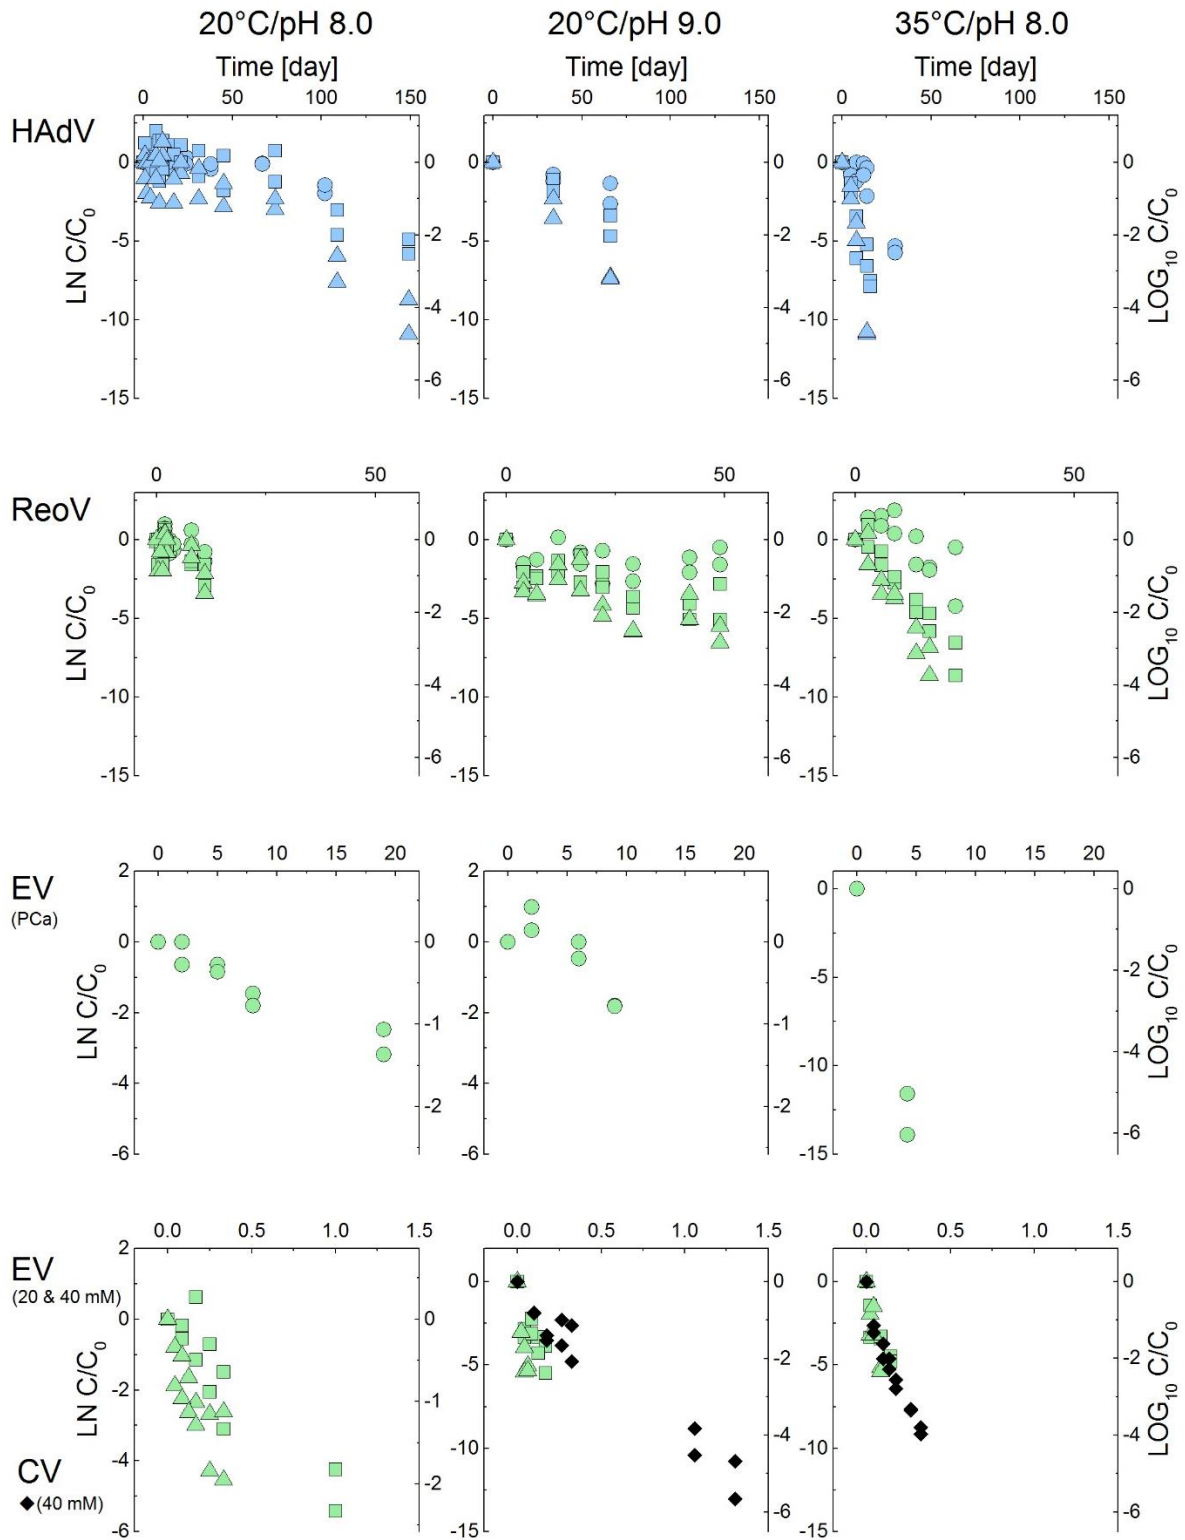 20°C/pH 8.0 20°C/pH 9.0 35°C/pH 8.0
Time [day] Time [day] Time [day]
0 50 100 150 0 50 100 150 0 50 100 150
HAdV
0 0 0 0 0 0
-5 -2 -5 -2 -5 -2
LN C/C0 LOG10 C/C0
-10 -4 -10 -4 -10 -4
-15 -6 -15 -6 -15 -6
0 50 0 50 0 50
ReoV
0 0 0 0 0 0
-5 -2 -5 -2 -5 -2
LN C/C0 LOG10 C/C0
-10 -4 -10 -4 -10 -4
-15 -6 -15 -6 -15 -6
0 5 10 15 20 0 5 10 15 20 0 5 10 15 20
EV
(PCa)
2 2 0 0
0 0 0 0 -5 -2
LN C/C0 LOG10 C/C0
-2 -1 -2 -1 -10 -4
-4 -2 -4 -2 -15 -6
-6 -6
0.0 0.5 1.0 1.5 0.0 0.5 1.0 1.5 0.0 0.5 1.0 1.5
EV
(20 & 40 mM)
2 0 0 0 0
0 0 -5 -2 -5 -2
LN C/C0 LOG10 C/C0
-2 -1 -10 -4 -10 -4
-4 -2 -15 -6 -15 -6
-6
CV
◆(40 mM)